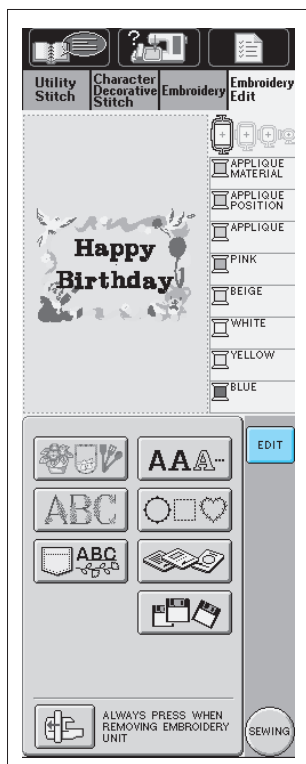 Utility
Stitch
Character
Decorative
Stitch
Embroidery
Embroidery
Edit
Happy
Birthday
APPLIQUE
MATERIAL
APPLIQUE
POSITION
APPLIQUE
PINK
BEIGE
WHITE
YELLOW
BLUE
EDIT
AAA
ABC
ABC
ALWAYS PRESS WHEN
REMOVING EMBROIDERY
UNIT
SEWING